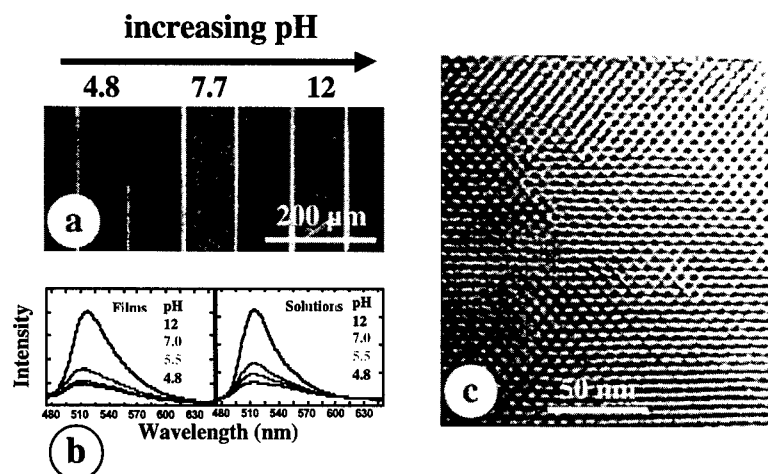 increasing pH
4.8 7.7 12
a
200 µm
Films pH
12
7.0
5.5
4.8
Solutions pH
12
7.0
5.5
4.8
Intensity
480 510 540 570 600 630
480 510 540 570 600 630
Wavelength (nm)
b
c
50 nm